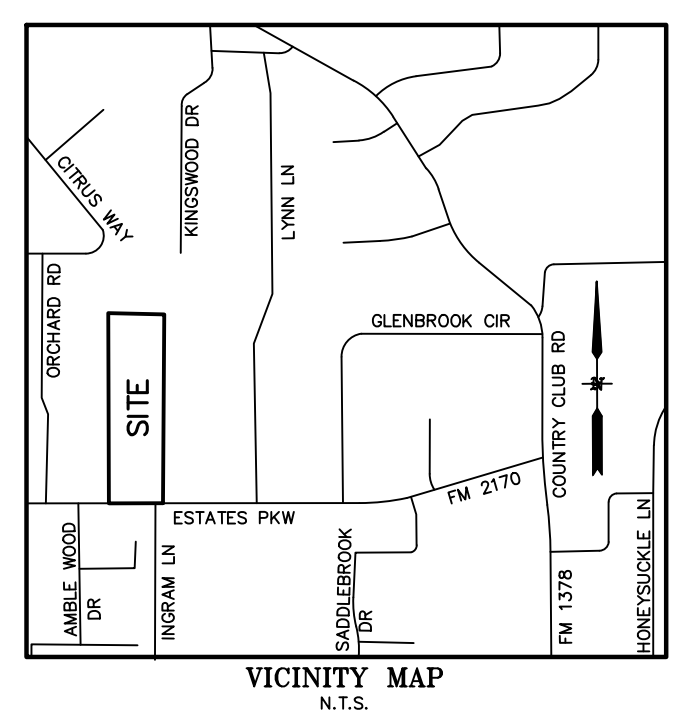 CITRUS WAY
KINGSWOOD DR
LYNN LN
ORCHARD RD
SITE
GLENBROOK CIR
COUNTRY CLUB RD
N
FM 2170
ESTATES PKW
AMBLE WOOD
DR
INGRAM LN
SADDLEBROOK
DR
FM 1378
HONEYSUCKLE LN
VICINITY MAP
N.T.S.